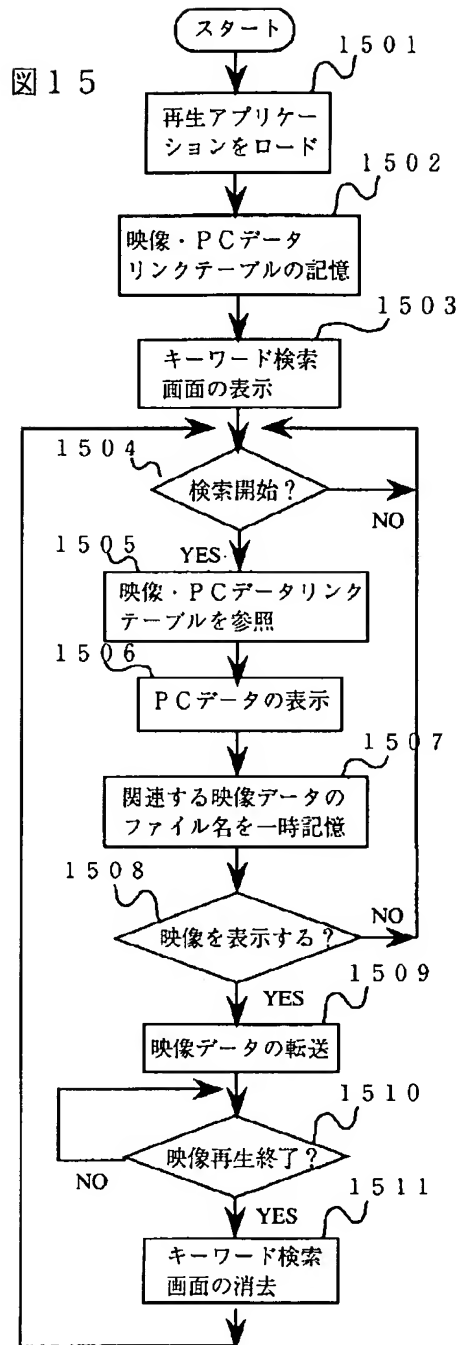 スタート
1501
図15
再生アプリケー
ションをロード
1502
映像・PCデータ
リンクテーブルの記憶
1503
キーワード検索
画面の表示
1504
検索開始?
NO
YES
1505
映像・PCデータリンク
テーブルを参照
1506
PCデータの表示
1507
関連する映像データの
ファイル名を一時記憶
1508
映像を表示する?
NO
YES
1509
映像データの転送
1510
映像再生終了?
NO
YES
1511
キーワード検索
画面の消去